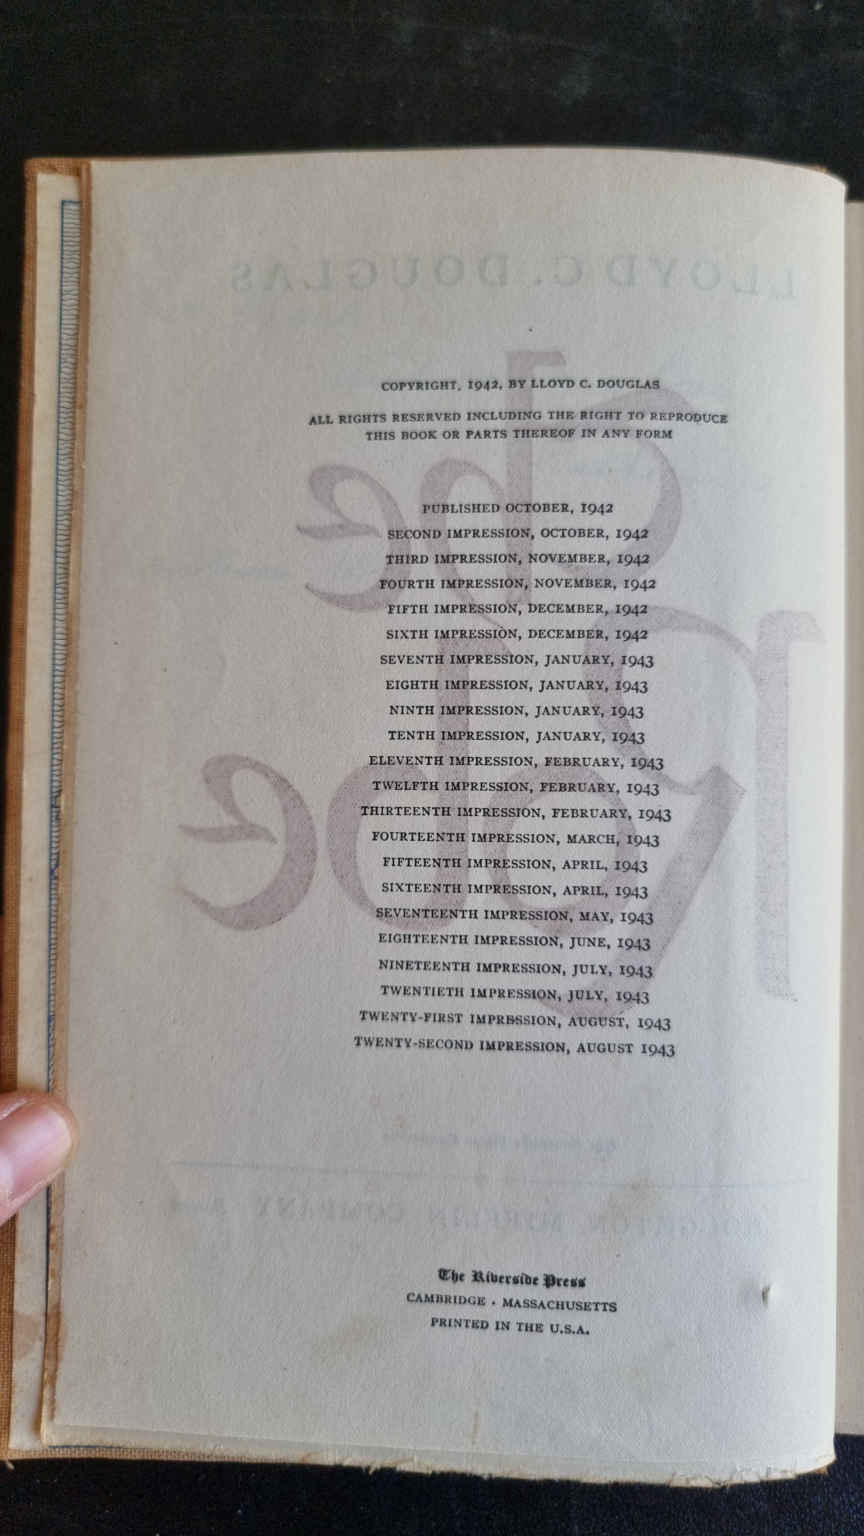 COPYRIGHT, 1942, BY LLOYD C. DOUGLAS
ALL RIGHTS RESERVED INCLUDING THE RIGHT TO REPRODUCE
THIS BOOK OR PARTS THEREOF IN ANY FORM
PUBLISHED OCTOBER, 1942
SECOND IMPRESSION, OCTOBER, 1942
THIRD IMPRESSION, NOVEMBER, 1942
FOURTH IMPRESSION, NOVEMBER, 1942
FIFTH IMPRESSION, DECEMBER, 1942
SIXTH IMPRESSION, DECEMBER, 1942
SEVENTH IMPRESSION, JANUARY, 1943
EIGHTH IMPRESSION, JANUARY, 1943
NINTH IMPRESSION, JANUARY, 1943
TENTH IMPRESSION, JANUARY, 1943
ELEVENTH IMPRESSION, FEBRUARY, 1943
TWELFTH IMPRESSION, FEBRUARY, 1943
THIRTEENTH IMPRESSION, FEBRUARY, 1943
FOURTEENTH IMPRESSION, MARCH, 1943
FIFTEENTH IMPRESSION, APRIL, 1943
SIXTEENTH IMPRESSION, APRIL, 1943
SEVENTEENTH IMPRESSION, MAY, 1943
EIGHTEENTH IMPRESSION, JUNE, 1943
NINETEENTH IMPRESSION, JULY, 1943
TWENTIETH IMPRESSION, JULY, 1943
TWENTY-FIRST IMPRESSION, AUGUST, 1943
TWENTY-SECOND IMPRESSION, AUGUST 1943
The Riverside Press
CAMBRIDGE · MASSACHUSETTS
PRINTED IN THE U.S.A.